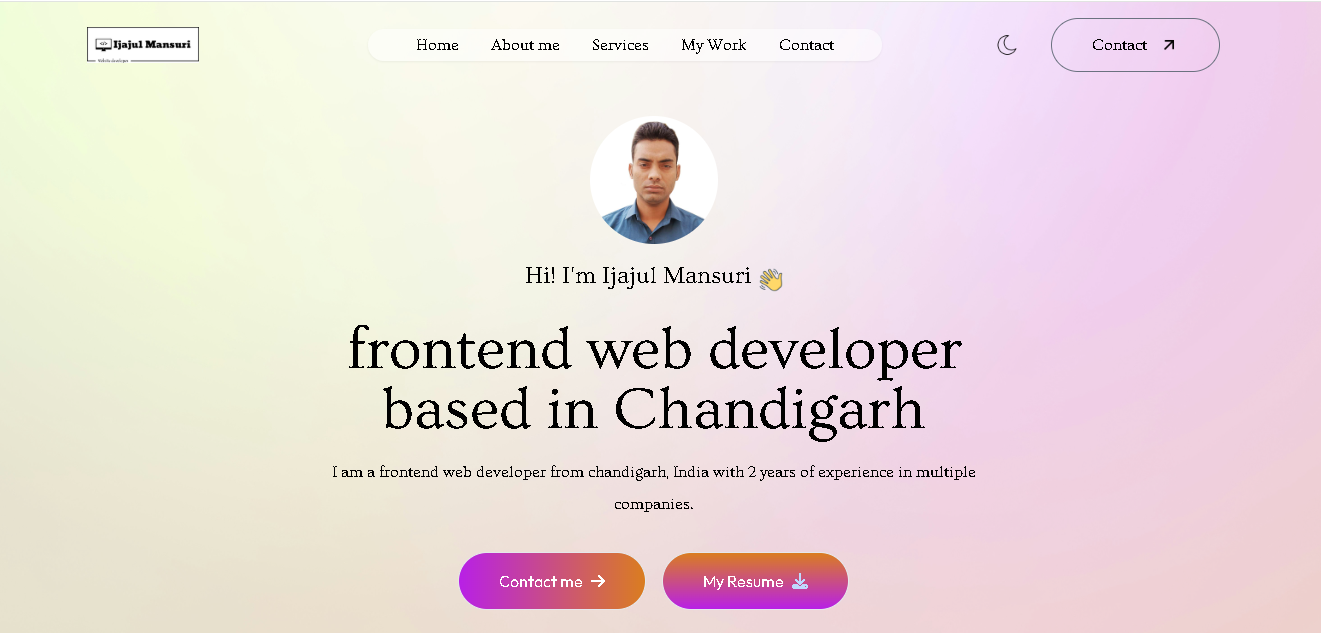 Ijajul Mansuri
Home About me Services My Work Contact
Contact
Hi! I'm Ijajul Mansuri
frontend web developer
based in Chandigarh
I am a frontend web developer from chandigarh, India with 2 years of experience in multiple
companies.
Contact me
My Resume